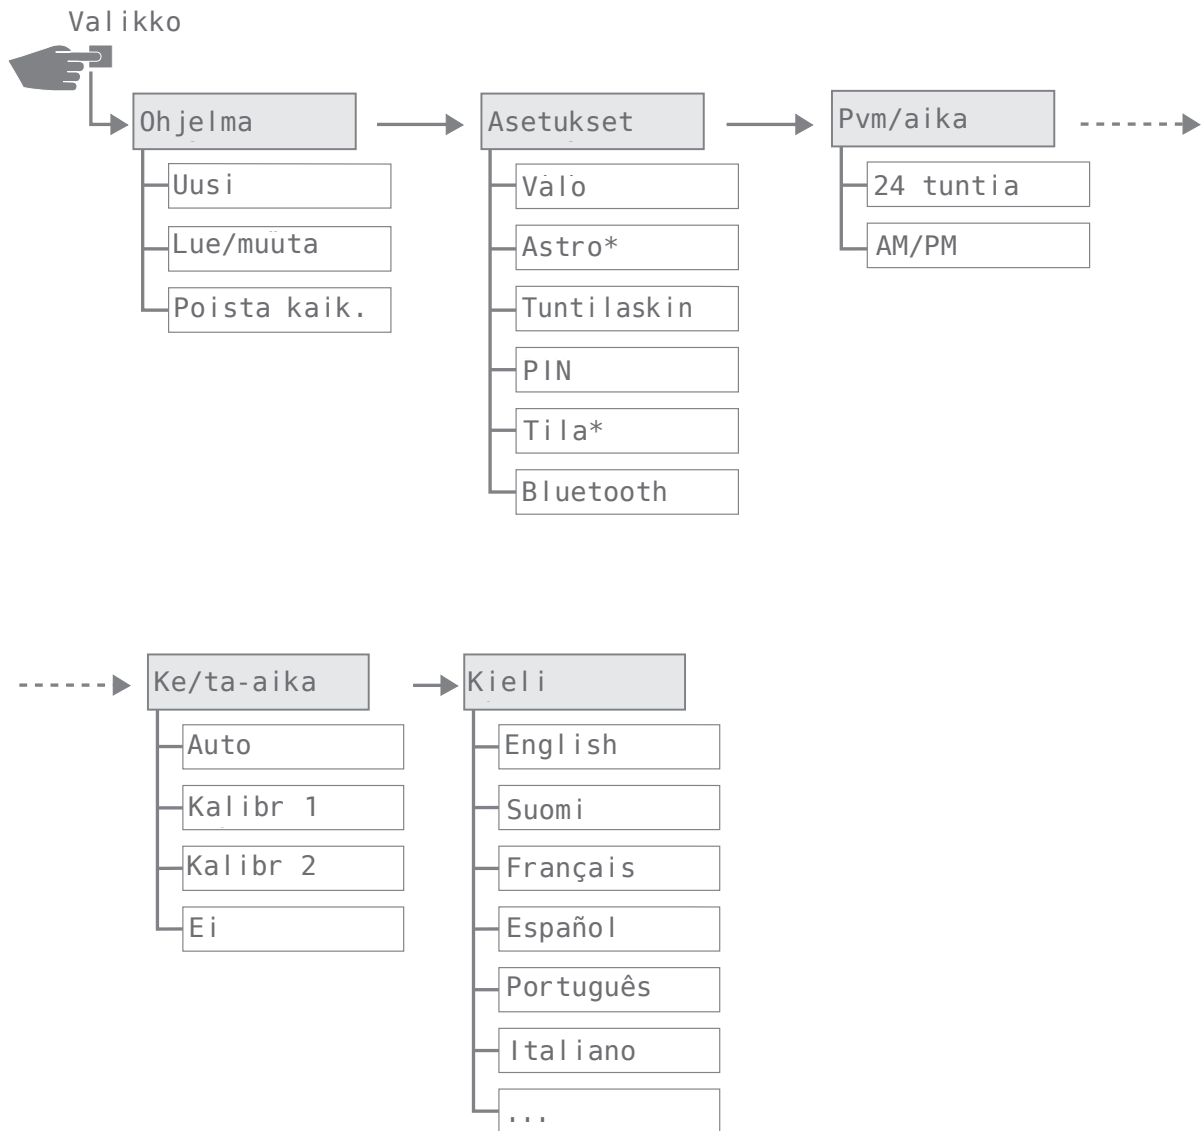 Valikko
Ohjelma
Uusi
Lue/muuta
Poista kaik.
Asetukset
Valo
Astro*
Tuntilaskin
PIN
Tila*
Bluetooth
Pvm/aika
24 tuntia
AM/PM
Ke/ta-aika
Auto
Kalibr 1
Kalibr 2
Ei
Kieli
English
Suomi
Français
Español
Português
Italiano
...